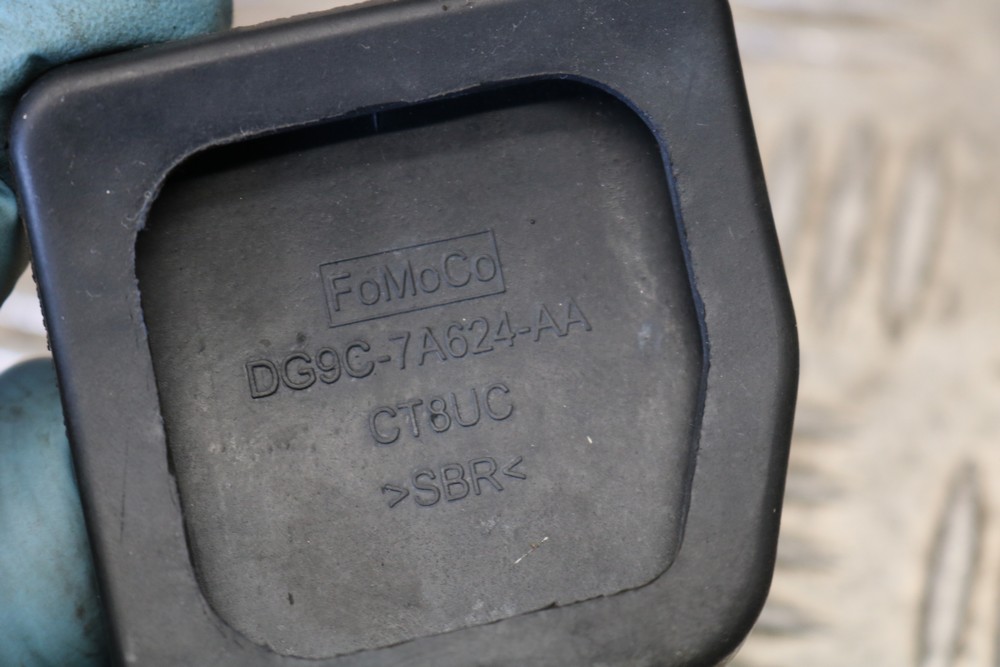 FoMoCo
DG9C-7A624-AA
CT8UC
>SBR<